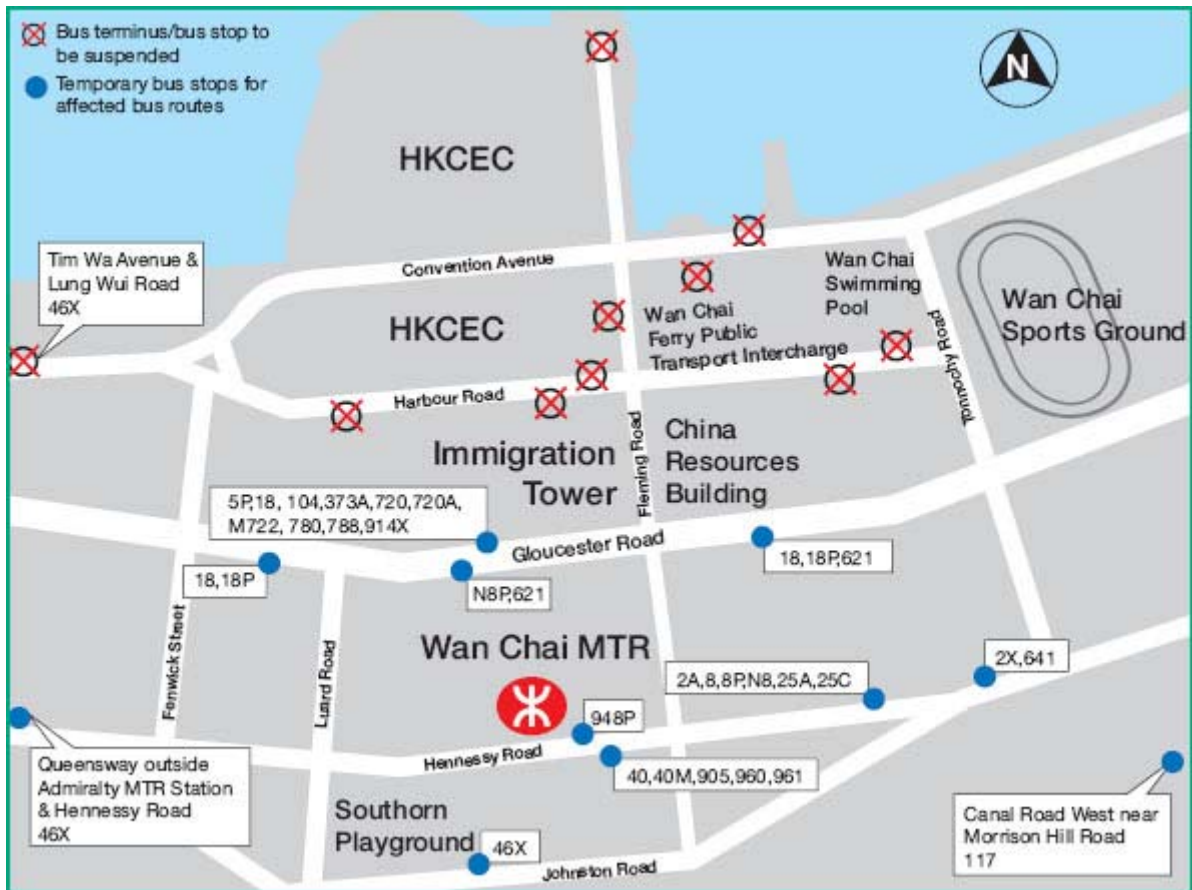 Bus terminus/bus stop to
be suspended
Temporary bus stops for
affected bus routes
N
HKCEC
Tim Wa Avenue &
Lung Wui Road
46X
Convention Avenue
HKCEC
Wan Chai
Ferry Public
Transport Intercharge
Wan Chai
Swimming
Pool
Wan Chai
Sports Ground
Tonnochy Road
Harbour Road
Fleming Road
Immigration
Tower
China
Resources
Building
5P,18, 104,373A,720,720A,
M722, 780,788,914X
Gloucester Road
18,18P
N8P,621
18,18P,621
Fenwick Street
Luard Road
Wan Chai MTR
2X,641
2A,8,8P,N8,25A,25C
948P
Hennessy Road
40,40M,905,960,961
Queensway outside
Admiralty MTR Station
& Hennessy Road
46X
Southorn
Playground
46X
Johnston Road
Canal Road West near
Morrison Hill Road
117